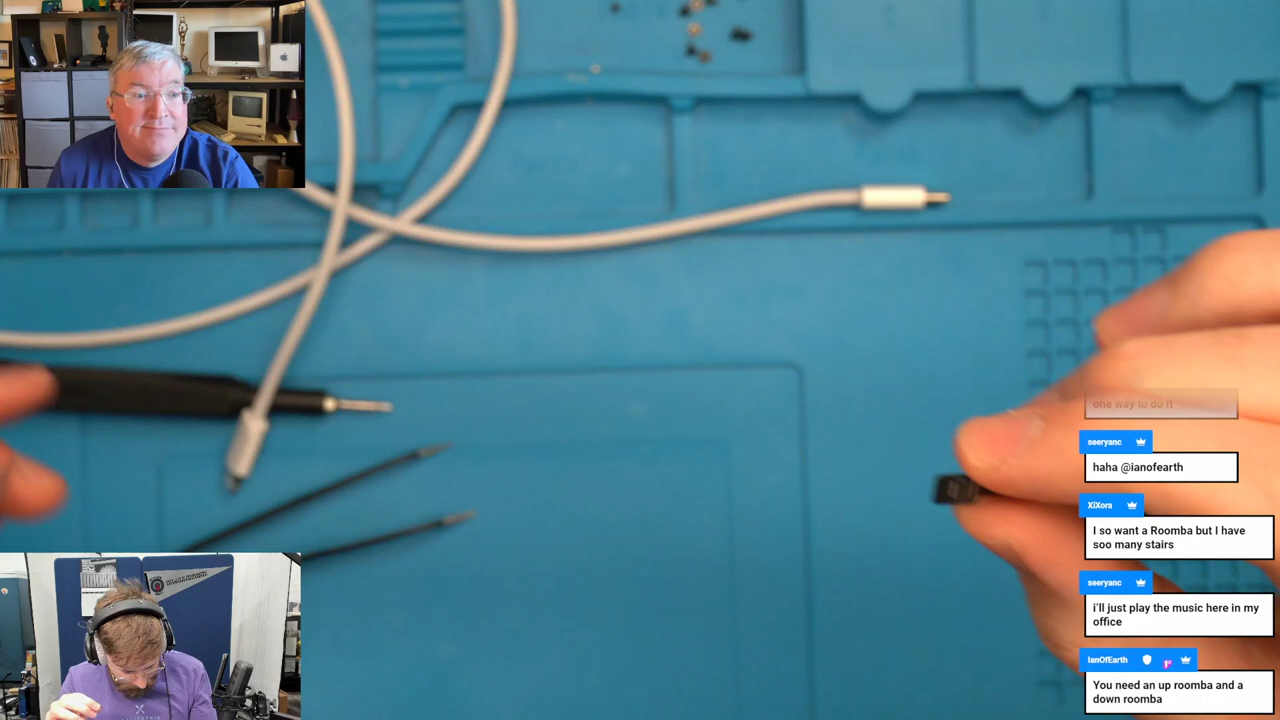 one way to do it
seeryanc
haha @ianofearth
XiXora
I so want a Roomba but I have
soo many stairs
seeryanc
i'll just play the music here in my
office
IanOfEarth
You need an up roomba and a
down roomba